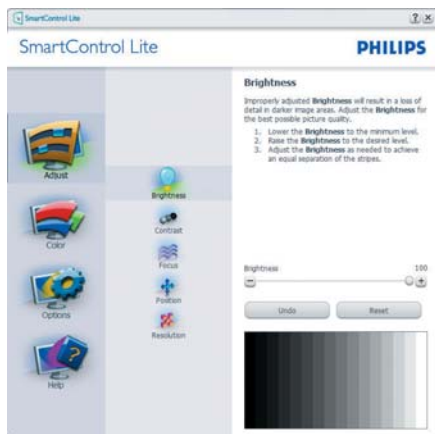 SmartControl Lite
SmartControl Lite
PHILIPS
Adjust
Color
Options
Help
Brightness
Contrast
Focus
Position
Resolution
Brightness
Improperly adjusted Brightness will result in a loss of
detail in darker image areas. Adjust the Brightness for
the best possible picture quality.
1. Lower the Brightness to the minimum level.
2. Raise the Brightness to the desired level.
3. Adjust the Brightness as needed to achieve
an equal separation of the stripes.
Brightness 100
Undo Reset